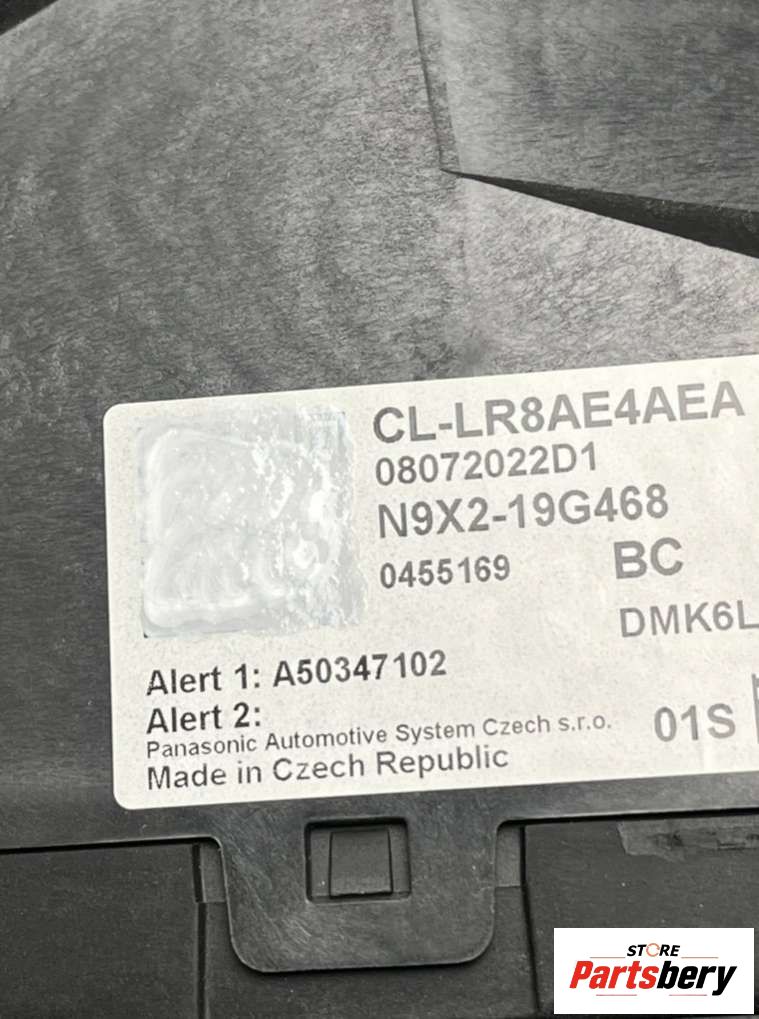 CL-LR8AE4AEA
08072022D1
N9X2-19G468
0455169 BC
DMK6L
Alert 1: A50347102
Alert 2:
Panasonic Automotive System Czech s.r.o.
01S
Made in Czech Republic
STORE
Partsbery